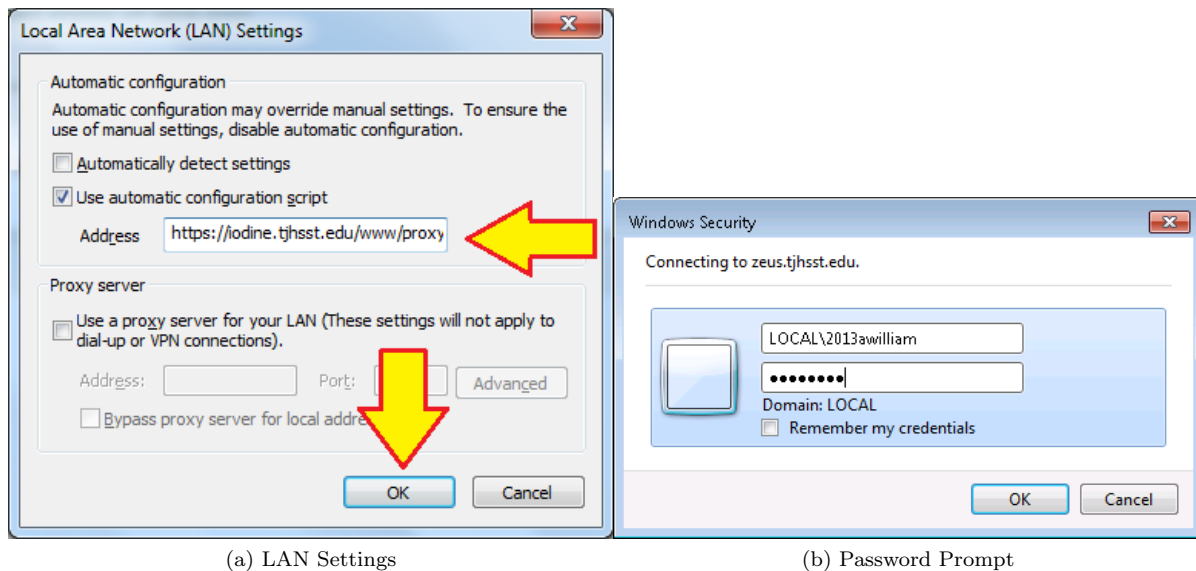 Local Area Network (LAN) Settings
Automatic configuration
Automatic configuration may override manual settings. To ensure the
use of manual settings, disable automatic configuration.
Automatically detect settings
Use automatic configuration script
Address https://iodine.tjhsst.edu/www/proxy
Proxy server
Use a proxy server for your LAN (These settings will not apply to
dial-up or VPN connections).
Address: Port: Advanced
Bypass proxy server for local addre
OK Cancel
(a) LAN Settings
Windows Security
Connecting to zeus.tjhsst.edu.
LOCAL\2013awilliam
Domain: LOCAL
Remember my credentials
OK Cancel
(b) Password Prompt